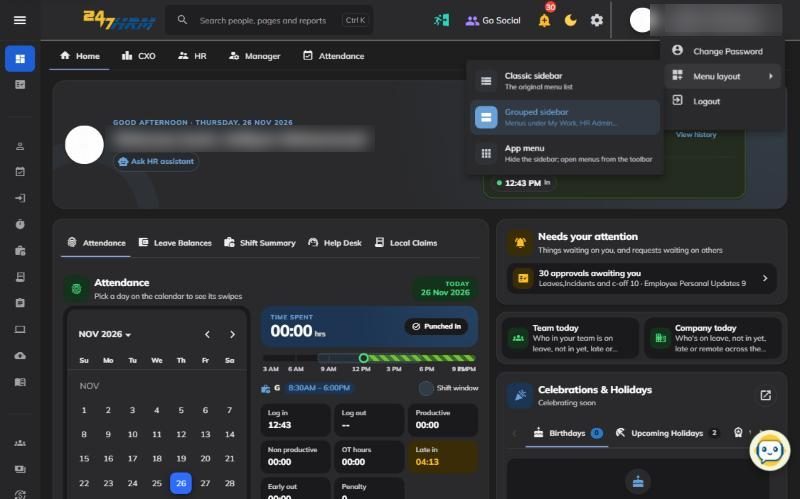 247HRM
Search people, pages and reports
Ctrl K
Go Social
30
Home
CXO
HR
Manager
Attendance
Change Password
Menu layout
Logout
Classic sidebar
The original menu list
Grouped sidebar
Menus under My Work, HR Admin...
App menu
Hide the sidebar; open menus from the toolbar
GOOD AFTERNOON · THURSDAY, 26 NOV 2026
Ask HR assistant
View history
12:43 PM in
Attendance
Leave Balances
Shift Summary
Help Desk
Local Claims
Attendance
Pick a day on the calendar to see its swipes
TODAY
26 Nov 2026
NOV 2026
Su Mo Tu We Th Fr Sa
NOV
1 2 3 4 5 6 7
8 9 10 11 12 13 14
15 16 17 18 19 20 21
22 23 24 25 26 27 28
TIME SPENT
00:00 hrs
Punched In
3 AM 6 AM 9 AM 12 PM 3 PM 6 PM
G 8:30AM – 6:00PM
Shift window
Log in
12:43
Log out
--
Productive
00:00
Non productive
00:00
OT hours
00:00
Late in
04:13
Early out
00:00
Penalty
0
Needs your attention
Things waiting on you, and requests waiting on others
30 approvals awaiting you
Leaves,Incidents and c-off 10 · Employee Personal Updates 9
Team today
Who in your team is on
leave, not in yet, late or...
Company today
Who's on leave, not in yet,
late or remote across the...
Celebrations & Holidays
Celebrating soon
Birthdays 0
Upcoming Holidays 2